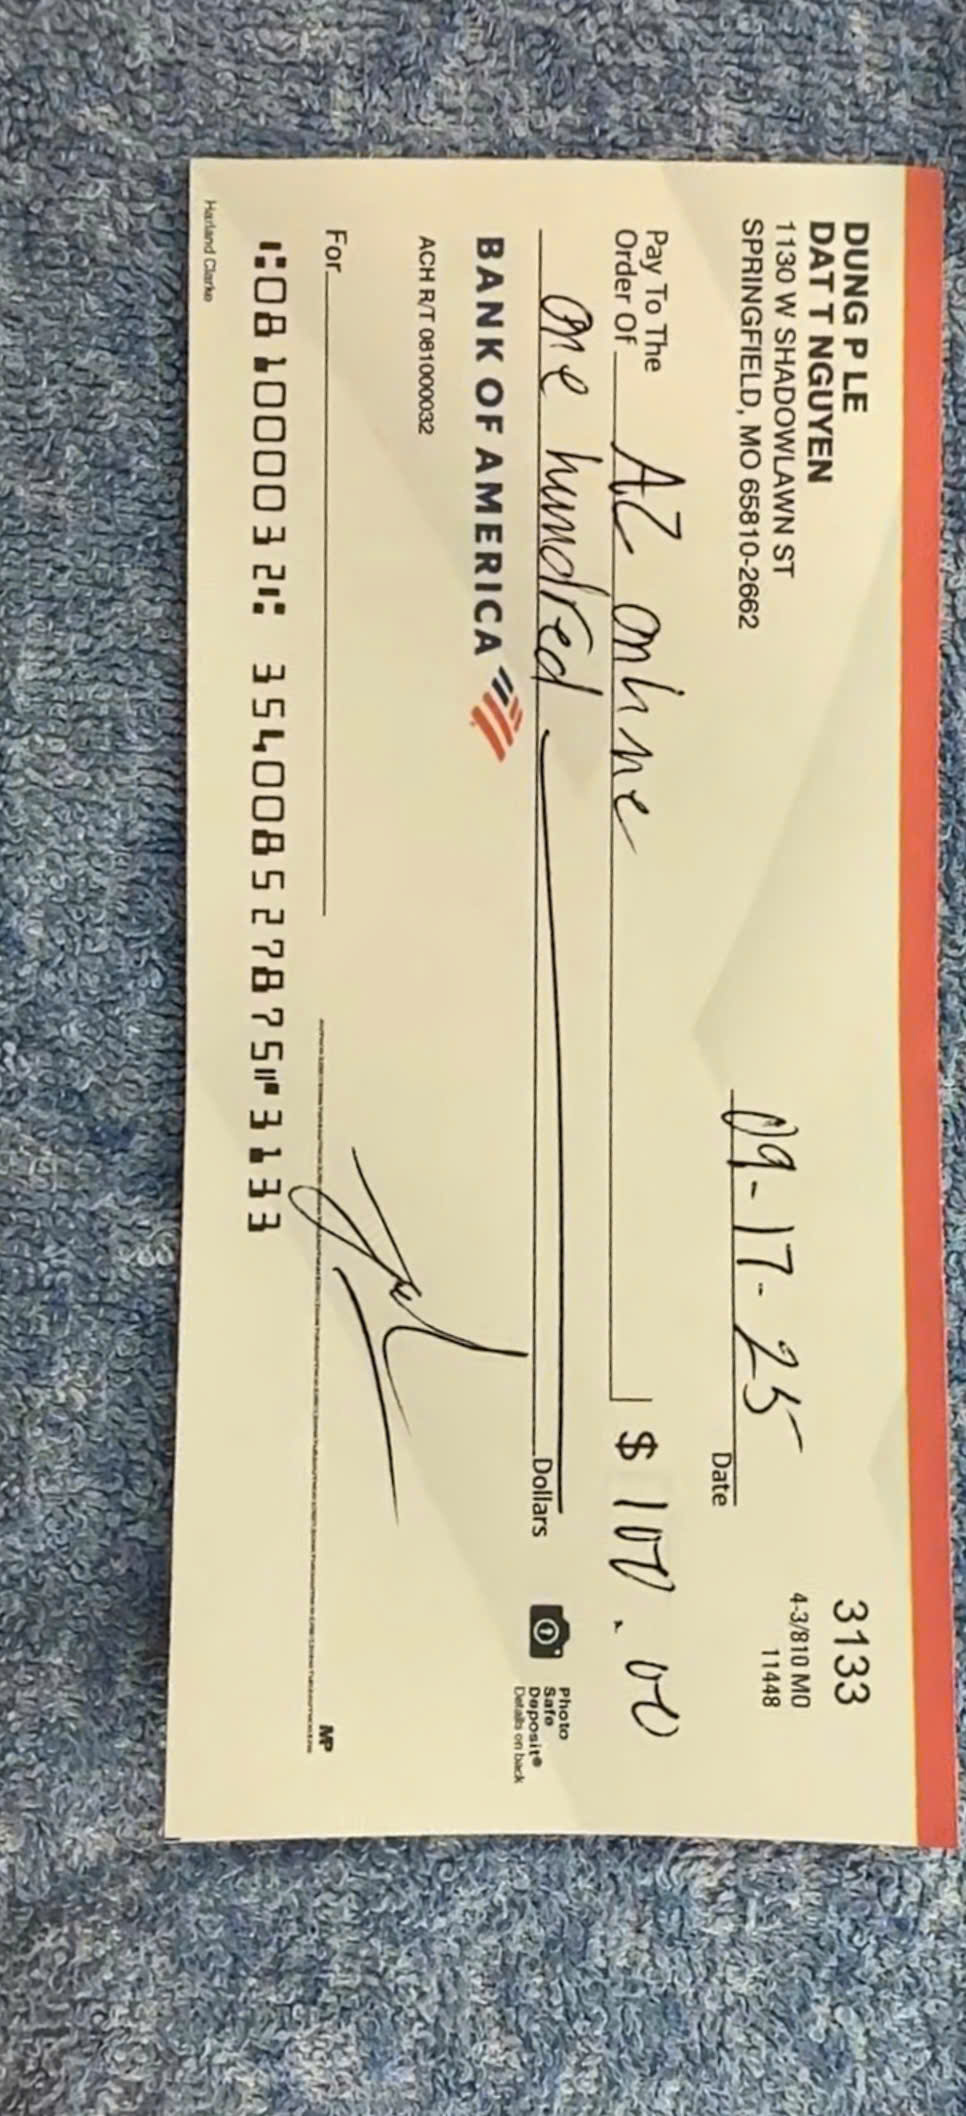 DUNG P LE
DAT T NGUYEN
1130 W SHADOWLAWN ST
SPRINGFIELD, MO 65810-2662
3133
4-3/810 MO
11448
09-17-25
Date
Pay To The
Order Of AZ online $ 100.00
one hundred Dollars
Photo
Safe
Deposit®
Details on back
BANK OF AMERICA
ACH R/T 081000032
For
MP
⑆081000032⑆ 354008527875⑈3133
Harland Clarke